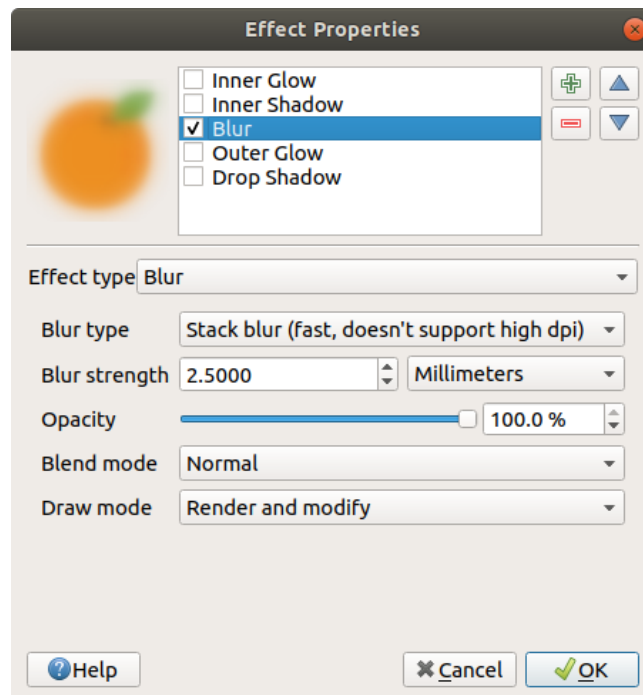 Effect Properties
Inner Glow
Inner Shadow
Blur
Outer Glow
Drop Shadow
Effect type Blur
Blur type Stack blur (fast, doesn't support high dpi)
Blur strength 2.5000 Millimeters
Opacity 100.0 %
Blend mode Normal
Draw mode Render and modify
Help Cancel OK